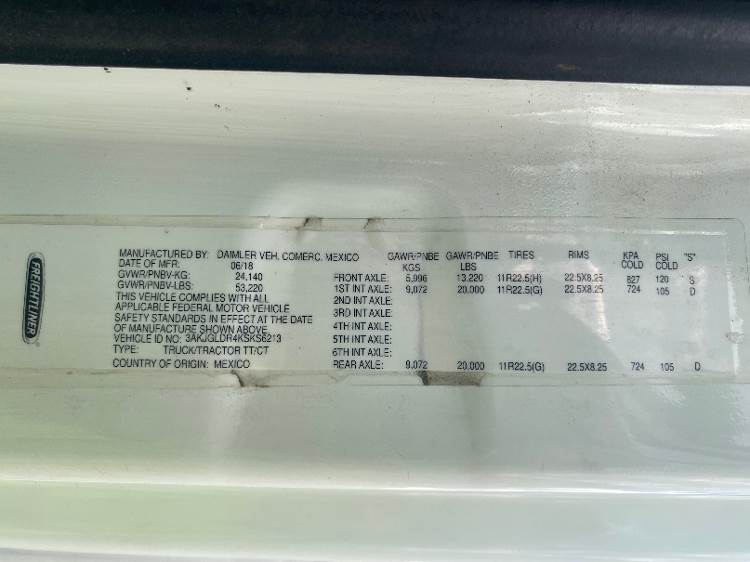 FREIGHTLINER
MANUFACTURED BY: DAIMLER VEH. COMERC. MEXICO
DATE OF MFR: 06/18
GVWR/PNBV-KG: 24,140
GVWR/PNBV-LBS: 53,220
THIS VEHICLE COMPLIES WITH ALL
APPLICABLE FEDERAL MOTOR VEHICLE
SAFETY STANDARDS IN EFFECT AT THE DATE
OF MANUFACTURE SHOWN ABOVE
VEHICLE ID NO: 3AKJGLDR4KSKS6213
TYPE: TRUCK/TRACTOR TT/CT
COUNTRY OF ORIGIN: MEXICO
GAWR/PNBE GAWR/PNBE TIRES RIMS KPA PSI "S"
KGS LBS COLD COLD
FRONT AXLE: 5,996 13,220 11R22.5(H) 22.5X8.25 827 120 S
1ST INT AXLE: 9,072 20,000 11R22.5(G) 22.5X8.25 724 105 D
2ND INT AXLE:
3RD INT AXLE:
4TH INT AXLE:
5TH INT AXLE:
6TH INT AXLE:
REAR AXLE: 9,072 20,000 11R22.5(G) 22.5X8.25 724 105 D